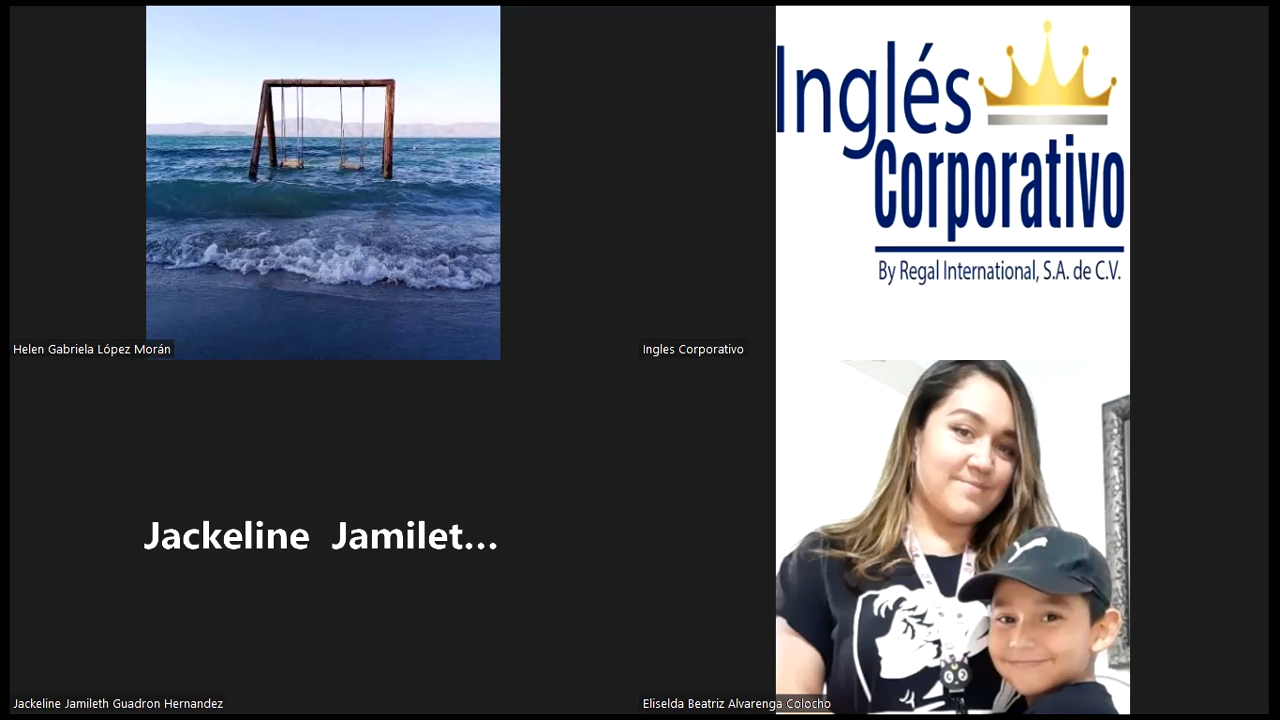 Inglés
Corporativo
By Regal International, S.A. de C.V.
Helen Gabriela López Morán
Ingles Corporativo
Jackeline Jamilet...
Jackeline Jamileth Guadron Hernandez
Eliselda Beatriz Alvarenga Colocho